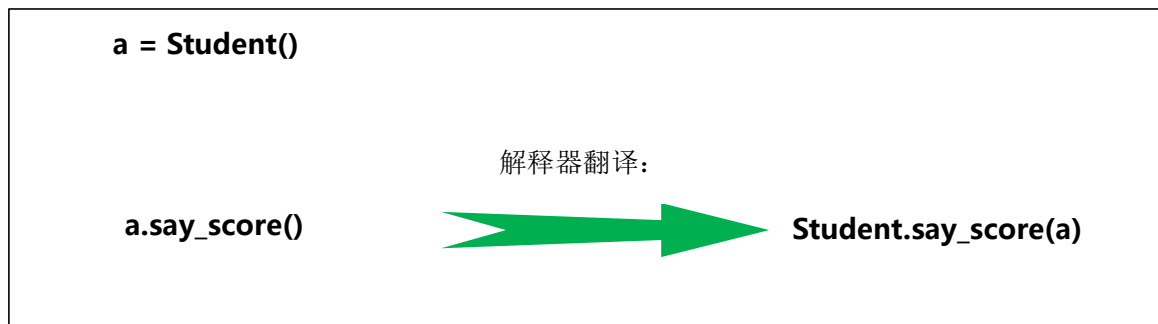 a = Student()
解释器翻译：
a.say_score()
Student.say_score(a)